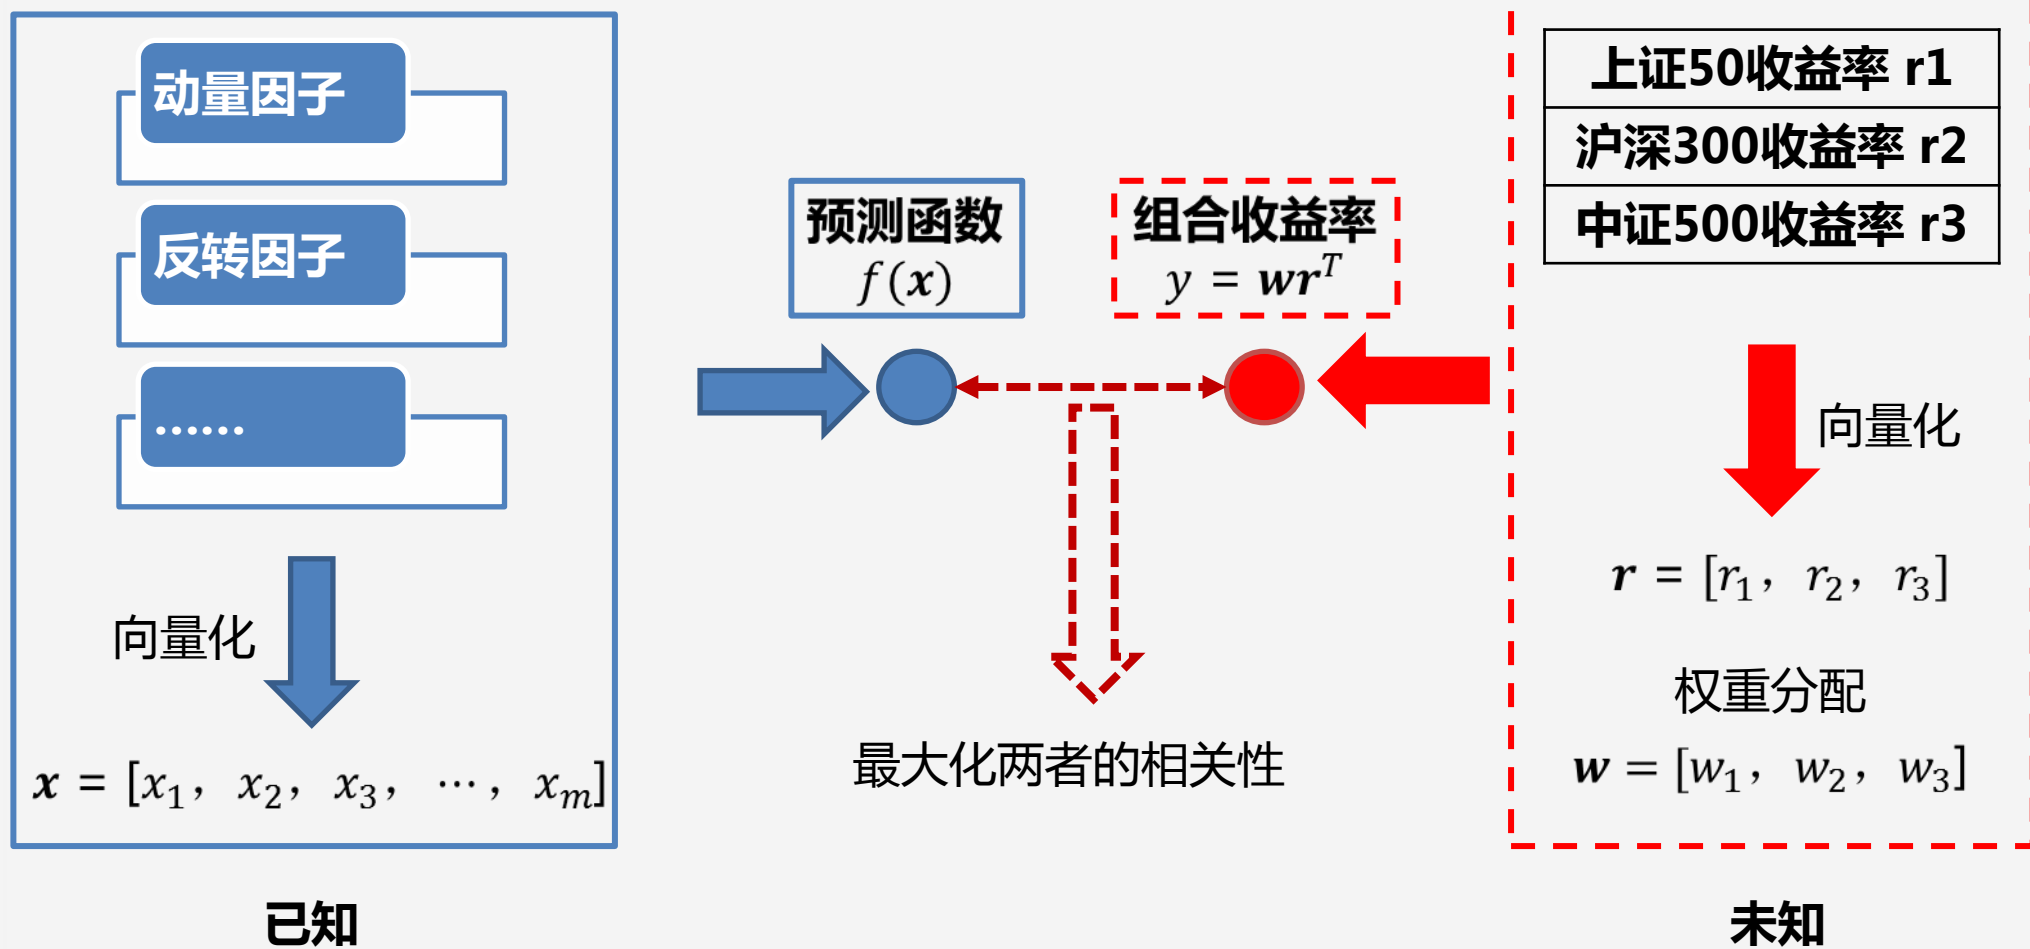 动量因子
反转因子
……
向量化
x = [x₁， x₂， x₃， ⋯， xₘ]
已知
预测函数
f(x)
组合收益率
y = wrᵀ
最大化两者的相关性
上证50收益率 r1
沪深300收益率 r2
中证500收益率 r3
向量化
r = [r₁， r₂， r₃]
权重分配
w = [w₁， w₂， w₃]
未知